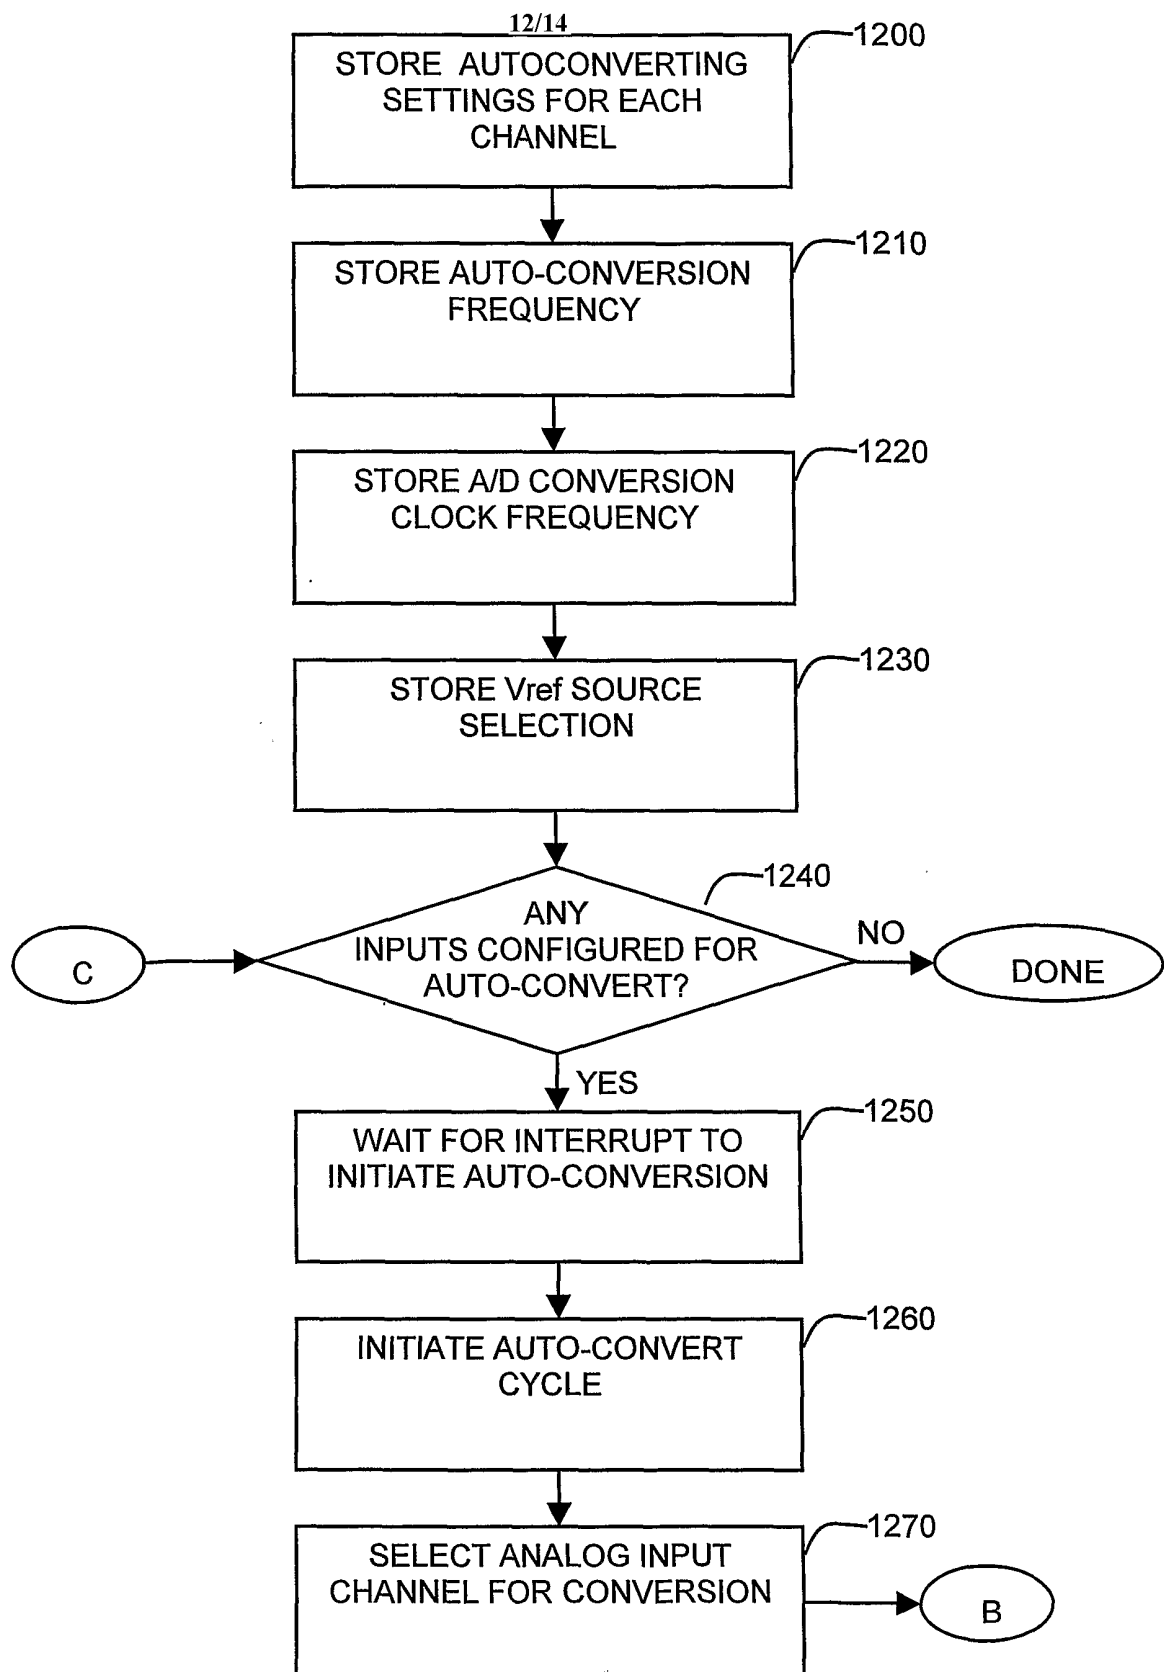 12/14
1200
STORE AUTOCONVERTING
SETTINGS FOR EACH
CHANNEL
1210
STORE AUTO-CONVERSION
FREQUENCY
1220
STORE A/D CONVERSION
CLOCK FREQUENCY
1230
STORE Vref SOURCE
SELECTION
1240
ANY
INPUTS CONFIGURED FOR
AUTO-CONVERT?
C
NO
DONE
YES
1250
WAIT FOR INTERRUPT TO
INITIATE AUTO-CONVERSION
1260
INITIATE AUTO-CONVERT
CYCLE
1270
SELECT ANALOG INPUT
CHANNEL FOR CONVERSION
B